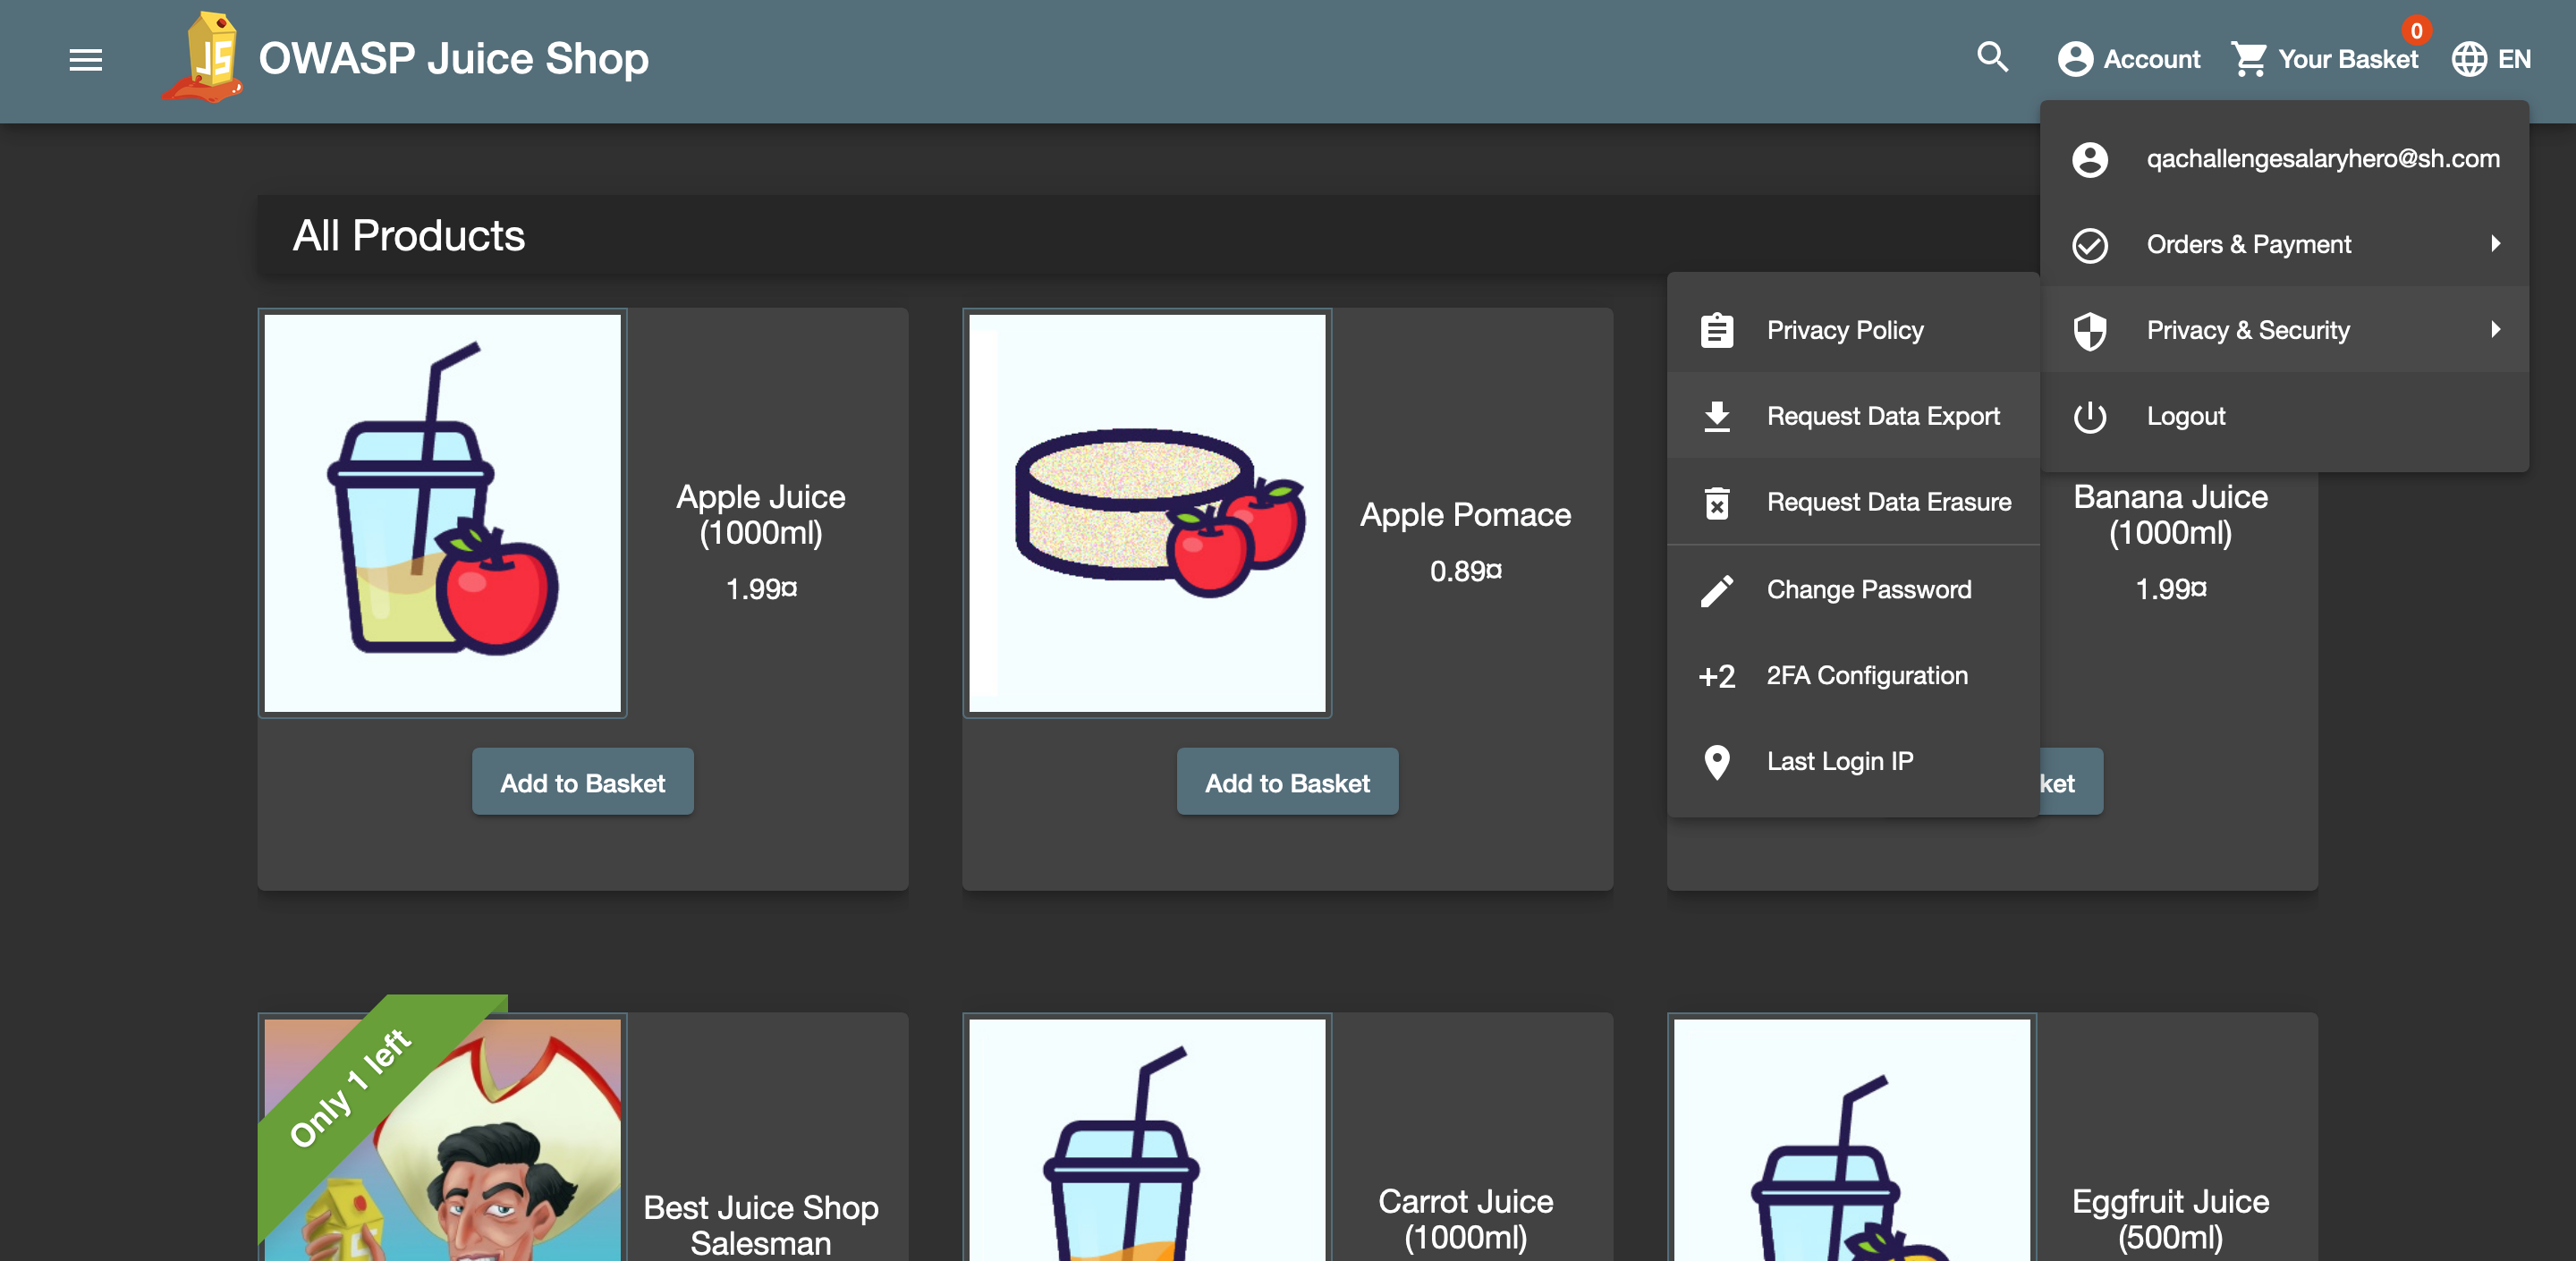 JS
OWASP Juice Shop
Account
0
Your Basket
EN
qachallengesalaryhero@sh.com
Orders & Payment
Privacy & Security
Logout
Privacy Policy
Request Data Export
Request Data Erasure
Change Password
+2 2FA Configuration
Last Login IP
All Products
Apple Juice
(1000ml)
1.99¤
Add to Basket
Apple Pomace
0.89¤
Add to Basket
Banana Juice
(1000ml)
1.99¤
ket
Only 1 left
Best Juice Shop
Salesman
Carrot Juice
(1000ml)
Eggfruit Juice
(500ml)